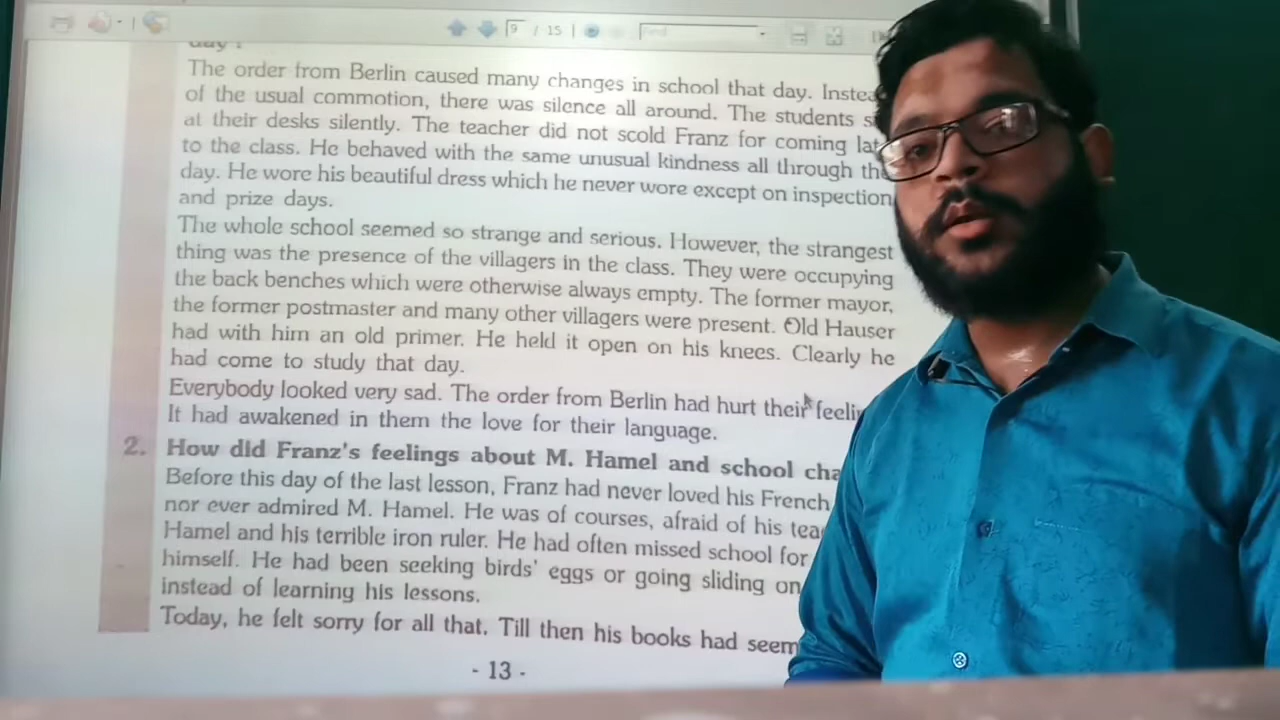 9 / 15
Find
day ?
The order from Berlin caused many changes in school that day. Instea
of the usual commotion, there was silence all around. The students s
at their desks silently. The teacher did not scold Franz for coming lat
to the class. He behaved with the same unusual kindness all through the
day. He wore his beautiful dress which he never wore except on inspection
and prize days.
The whole school seemed so strange and serious. However, the strangest
thing was the presence of the villagers in the class. They were occupying
the back benches which were otherwise always empty. The former mayor,
the former postmaster and many other villagers were present. Old Hauser
had with him an old primer. He held it open on his knees. Clearly he
had come to study that day.
Everybody looked very sad. The order from Berlin had hurt their feelin
It had awakened in them the love for their language.
2. How did Franz's feelings about M. Hamel and school cha
Before this day of the last lesson, Franz had never loved his French
nor ever admired M. Hamel. He was of courses, afraid of his tea
Hamel and his terrible iron ruler. He had often missed school for
himself. He had been seeking birds' eggs or going sliding on
instead of learning his lessons.
Today, he felt sorry for all that. Till then his books had seem
- 13 -